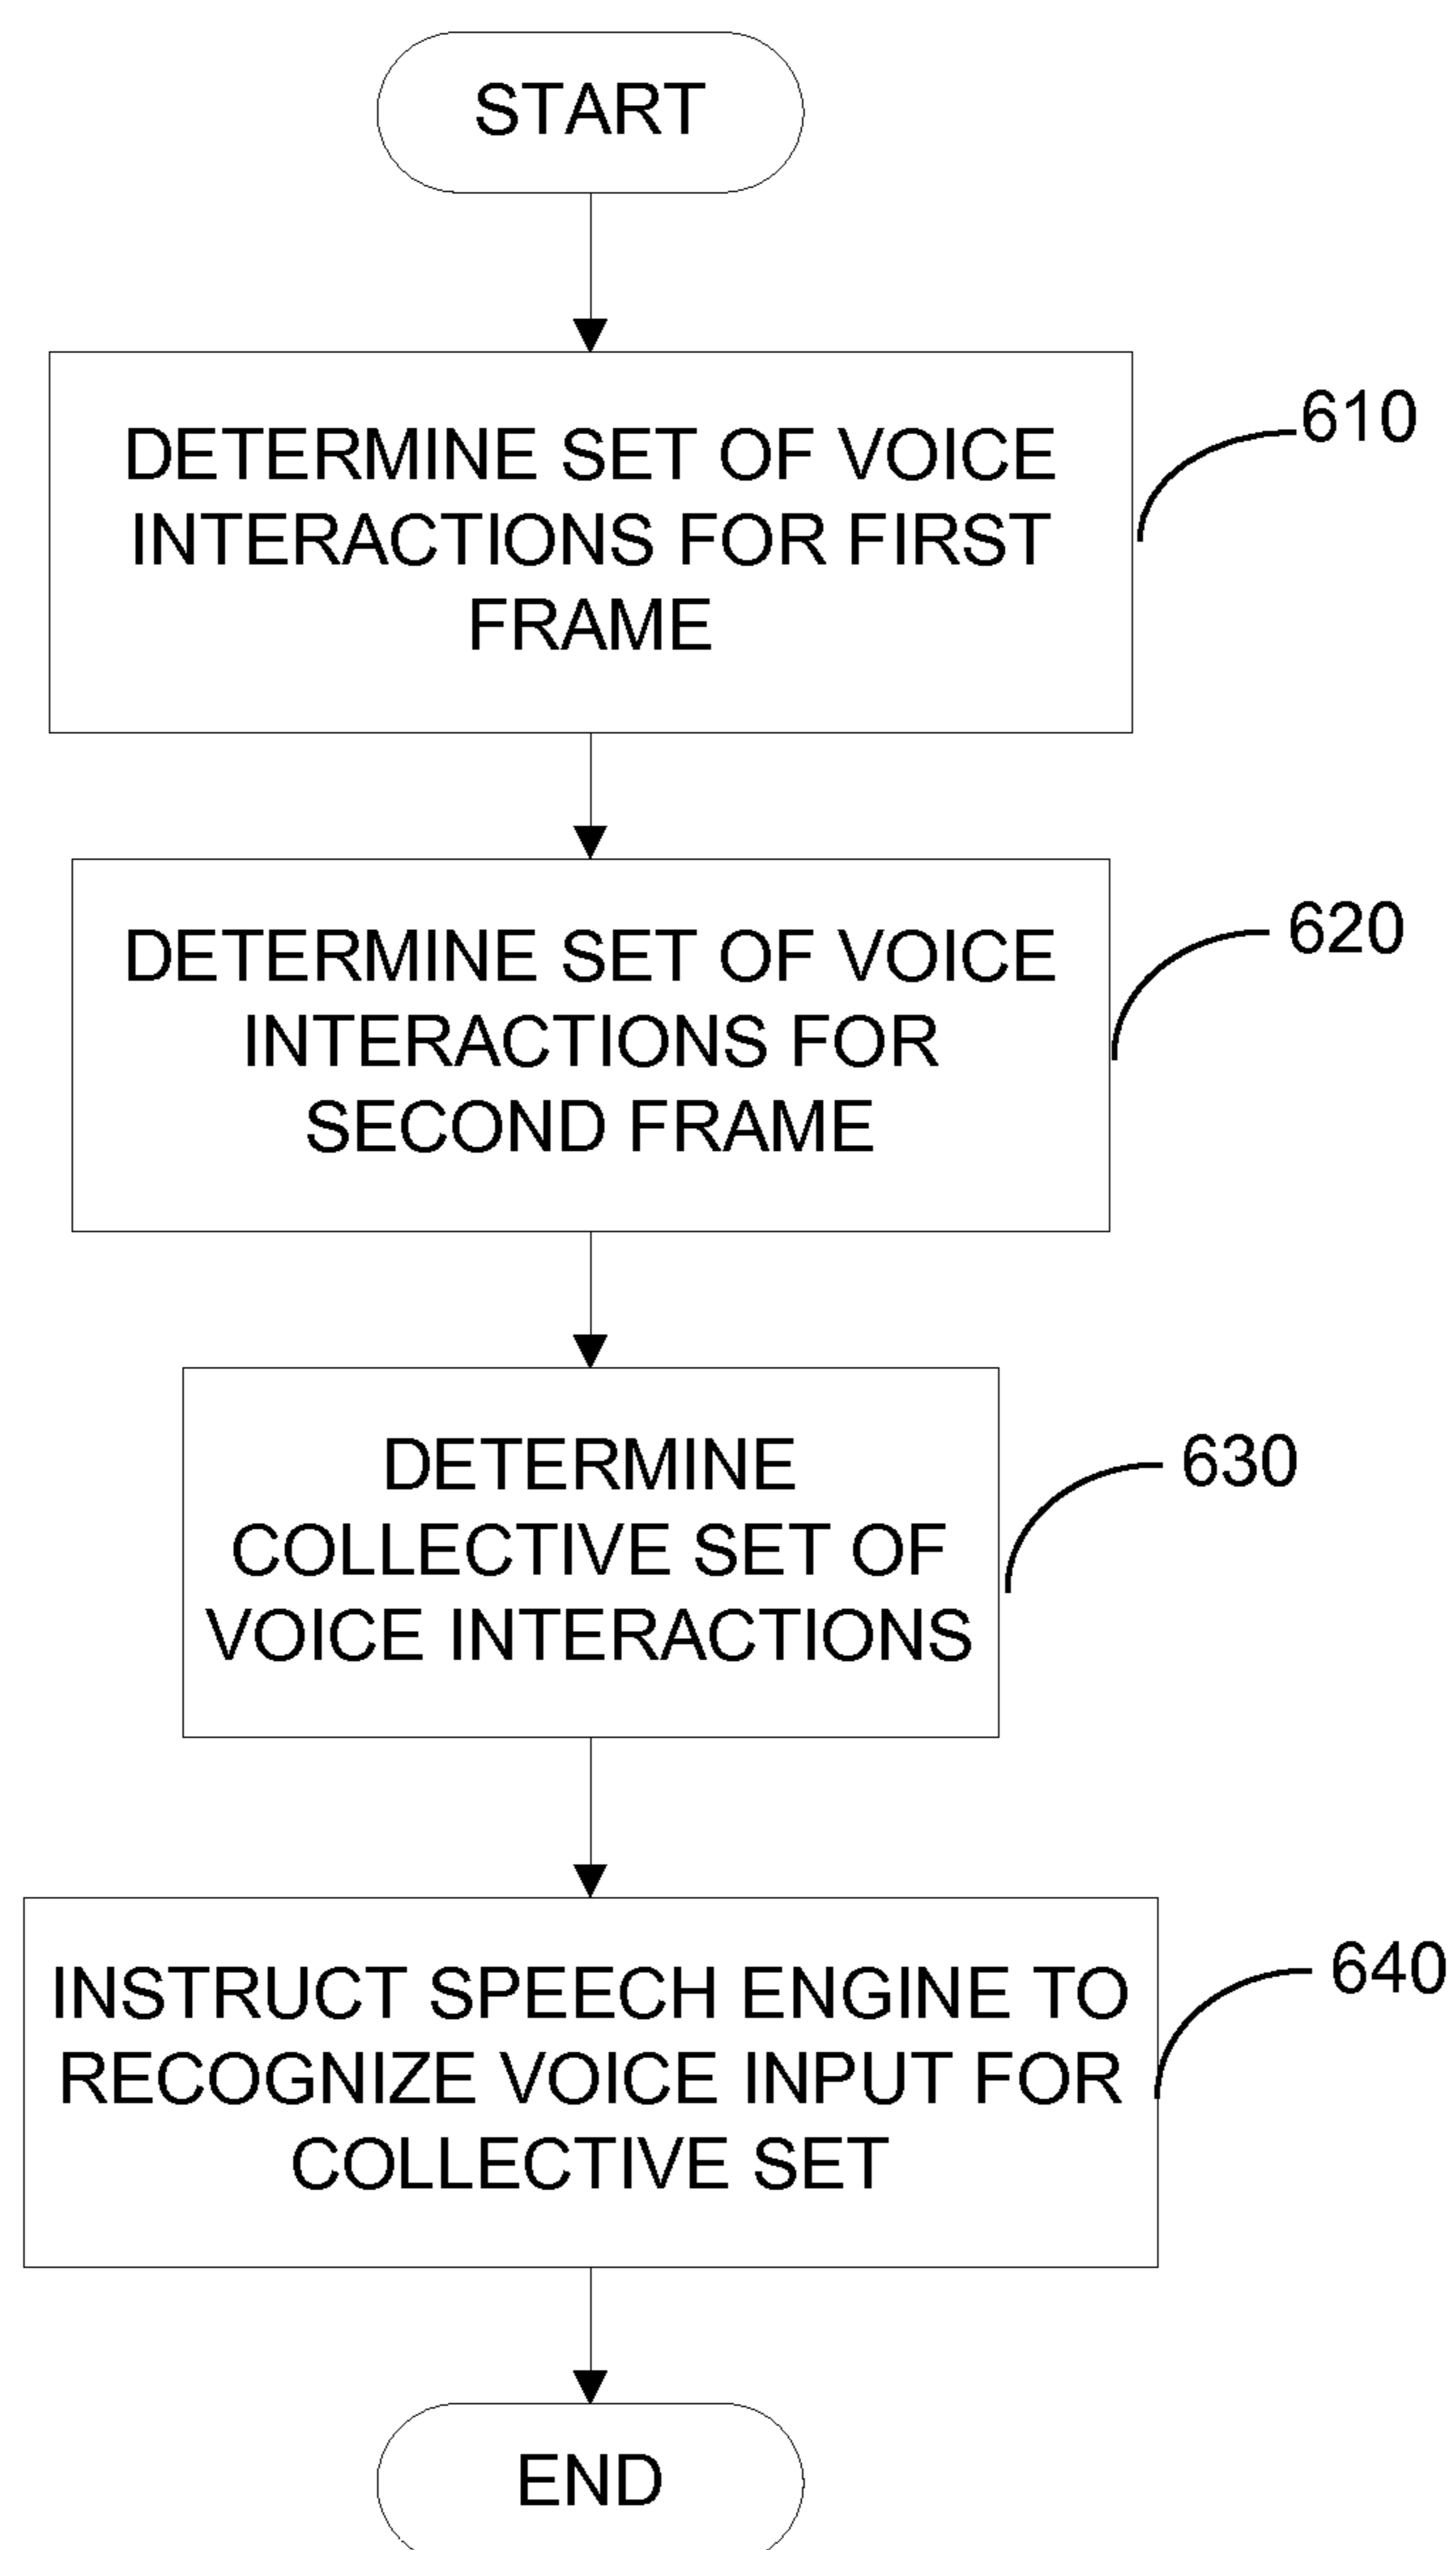 START
DETERMINE SET OF VOICE
INTERACTIONS FOR FIRST
FRAME
610
DETERMINE SET OF VOICE
INTERACTIONS FOR
SECOND FRAME
620
DETERMINE
COLLECTIVE SET OF
VOICE INTERACTIONS
630
INSTRUCT SPEECH ENGINE TO
RECOGNIZE VOICE INPUT FOR
COLLECTIVE SET
640
END